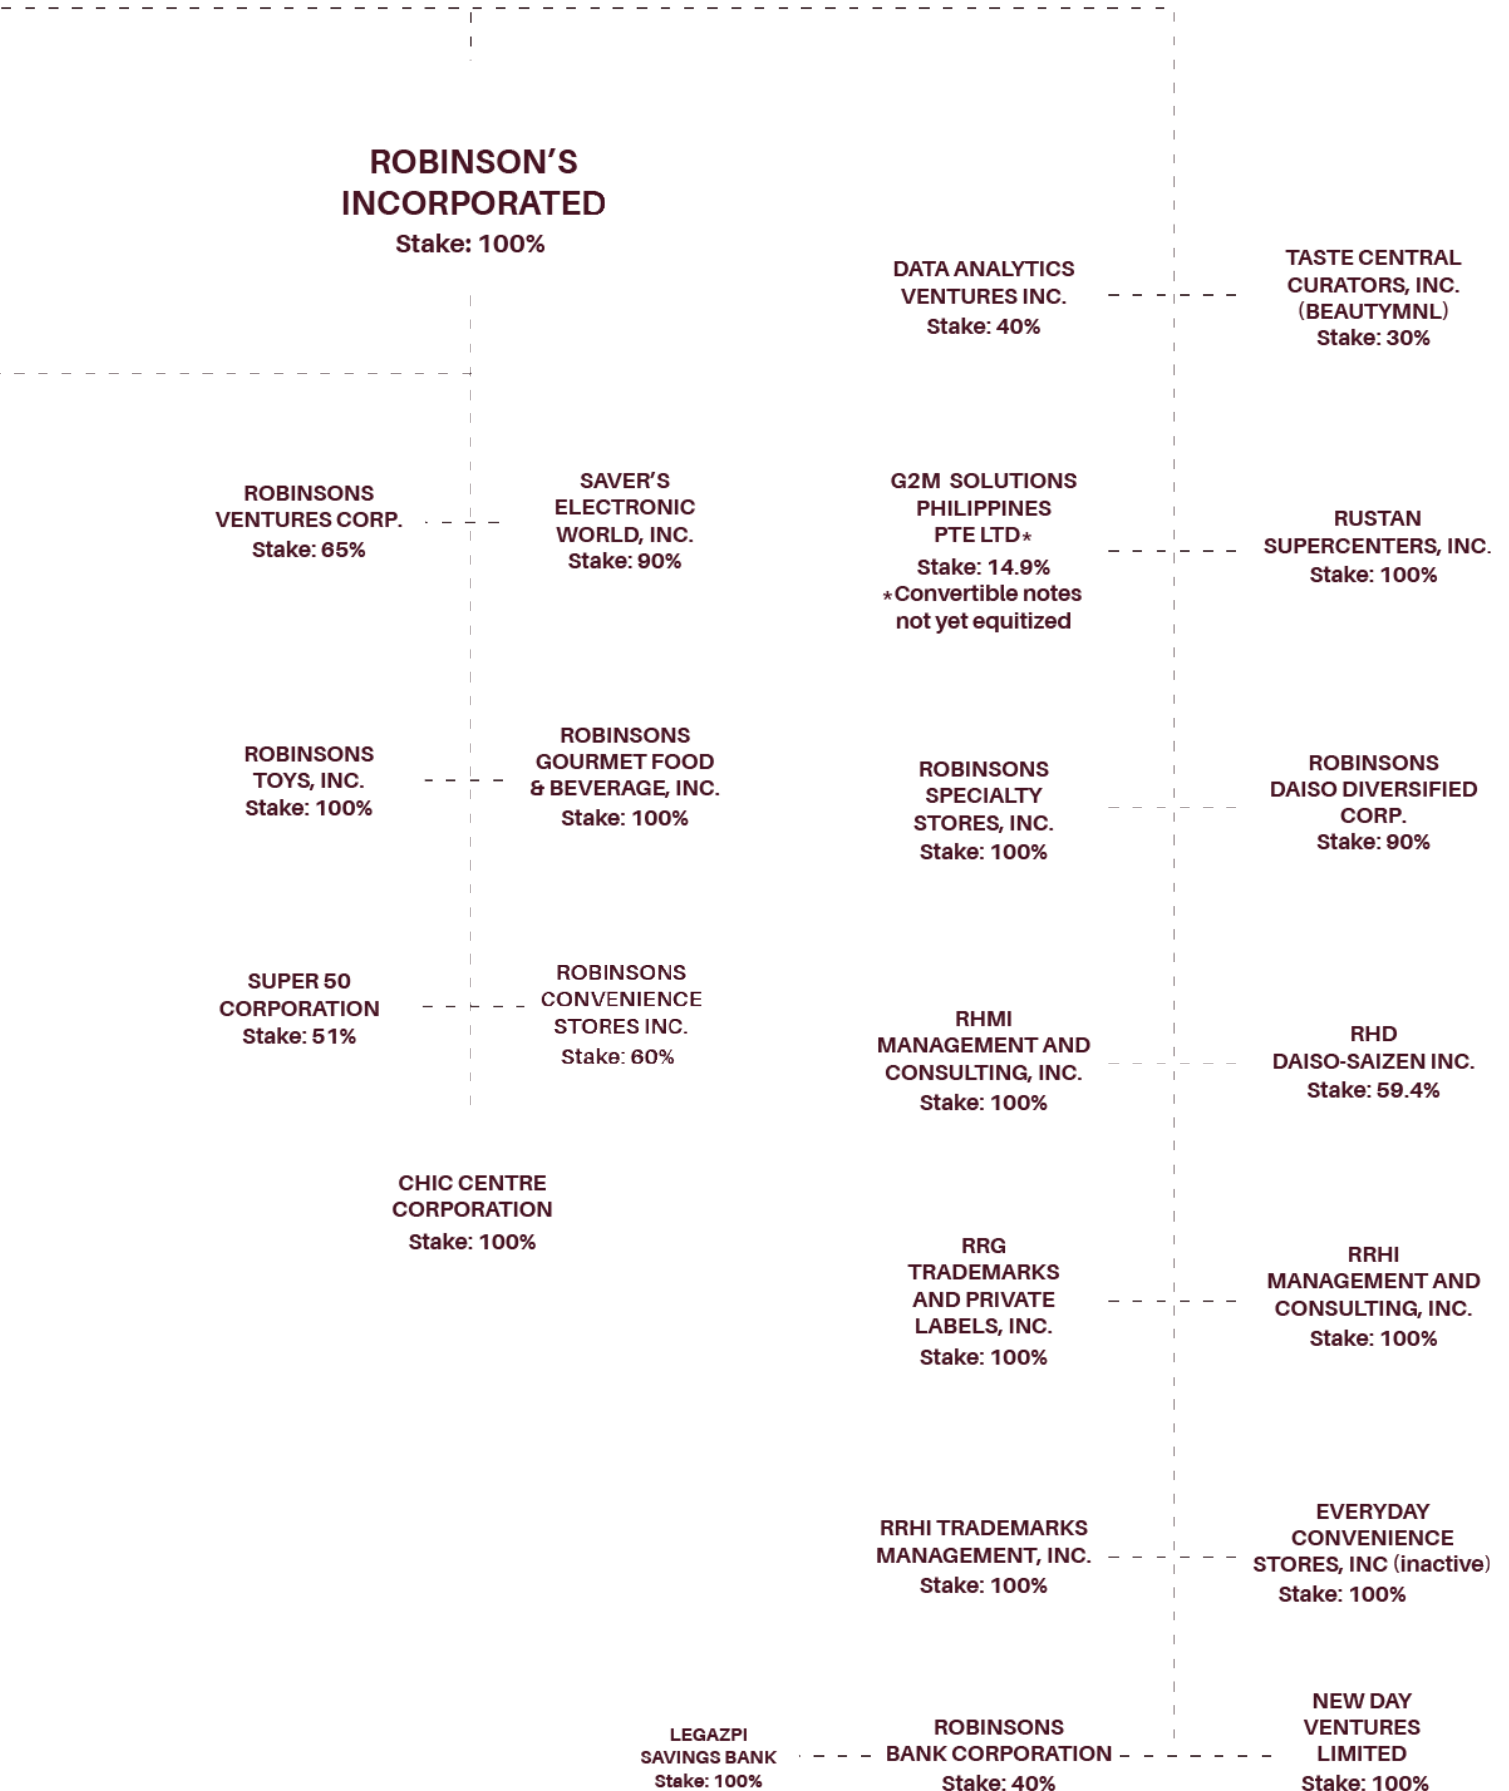 ROBINSON’S
INCORPORATED
Stake: 100%
ROBINSONS
VENTURES CORP.
Stake: 65%
SAVER’S
ELECTRONIC
WORLD, INC.
Stake: 90%
ROBINSONS
TOYS, INC.
Stake: 100%
ROBINSONS
GOURMET FOOD
& BEVERAGE, INC.
Stake: 100%
SUPER 50
CORPORATION
Stake: 51%
ROBINSONS
CONVENIENCE
STORES INC.
Stake: 60%
CHIC CENTRE
CORPORATION
Stake: 100%
DATA ANALYTICS
VENTURES INC.
Stake: 40%
TASTE CENTRAL
CURATORS, INC.
(BEAUTYMNL)
Stake: 30%
G2M SOLUTIONS
PHILIPPINES
PTE LTD*
Stake: 14.9%
*Convertible notes
not yet equitized
RUSTAN
SUPERCENTERS, INC.
Stake: 100%
ROBINSONS
SPECIALTY
STORES, INC.
Stake: 100%
ROBINSONS
DAISO DIVERSIFIED
CORP.
Stake: 90%
RHMI
MANAGEMENT AND
CONSULTING, INC.
Stake: 100%
RHD
DAISO-SAIZEN INC.
Stake: 59.4%
RRG
TRADEMARKS
AND PRIVATE
LABELS, INC.
Stake: 100%
RRHI
MANAGEMENT AND
CONSULTING, INC.
Stake: 100%
RRHI TRADEMARKS
MANAGEMENT, INC.
Stake: 100%
EVERYDAY
CONVENIENCE
STORES, INC (inactive)
Stake: 100%
LEGAZPI
SAVINGS BANK
Stake: 100%
ROBINSONS
BANK CORPORATION
Stake: 40%
NEW DAY
VENTURES
LIMITED
Stake: 100%